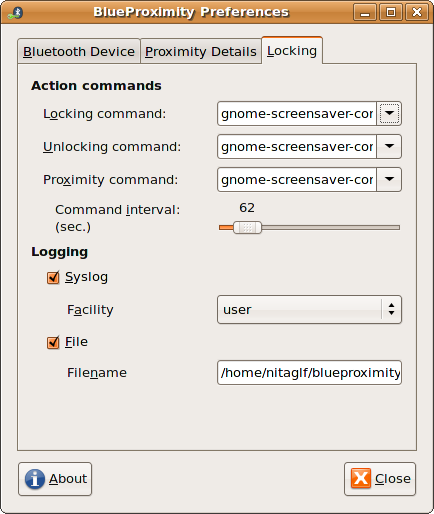 BlueProximity Preferences
Bluetooth Device Proximity Details Locking
Action commands
Locking command: gnome-screensaver-cor
Unlocking command: gnome-screensaver-cor
Proximity command: gnome-screensaver-cor
Command interval: 62
(sec.)
Logging
Syslog
Facility user
File
Filename /home/nitaglf/blueproximity
About Close